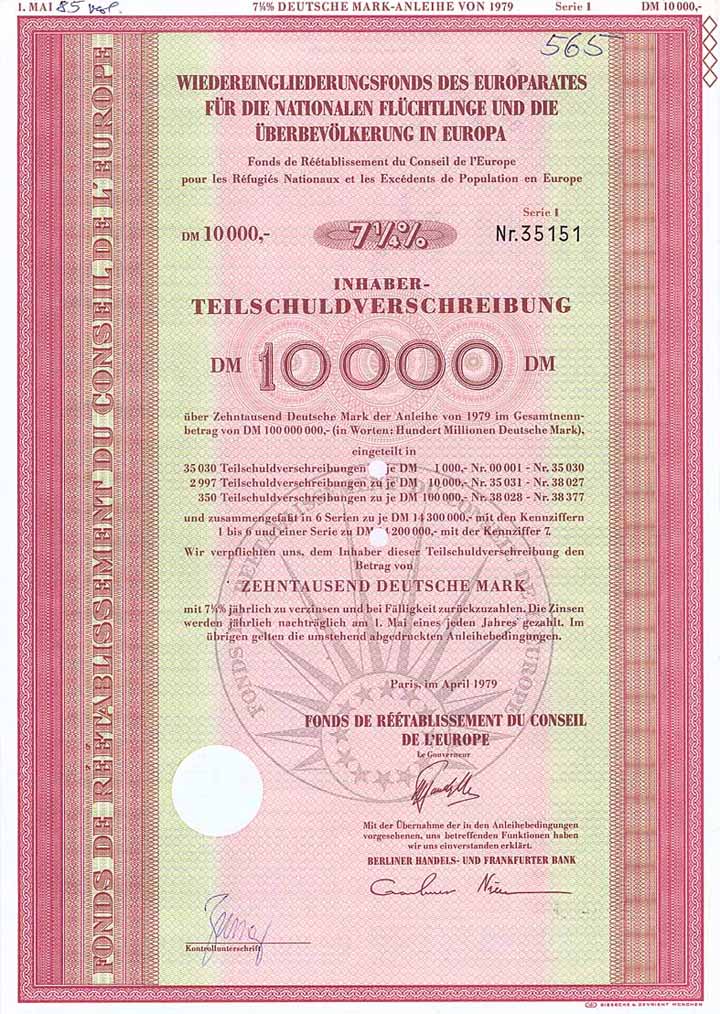 1. MAI 85 7¼% DEUTSCHE MARK-ANLEIHE VON 1979 Serie 1 DM 10 000,-
565
WIEDEREINGLIEDERUNGSFONDS DES EUROPARATES
FÜR DIE NATIONALEN FLÜCHTLINGE UND DIE
ÜBERBEVÖLKERUNG IN EUROPA
Fonds de Réétablissement du Conseil de l'Europe
pour les Réfugiés Nationaux et les Excédents de Population en Europe
Serie 1
DM 10 000,- 7¼% Nr. 35151
INHABER-
TEILSCHULDVERSCHREIBUNG
DM 10000 DM
über Zehntausend Deutsche Mark der Anleihe von 1979 im Gesamtnenn-
betrag von DM 100 000 000,- (in Worten: Hundert Millionen Deutsche Mark),
eingeteilt in
35 030 Teilschuldverschreibungen je DM 1 000,- Nr. 00 001 - Nr. 35 030
2 997 Teilschuldverschreibungen zu je DM 10 000,- Nr. 35 031 - Nr. 38 027
350 Teilschuldverschreibungen zu je DM 100 000,- Nr. 38 028 - Nr. 38 377
und zusammengefaßt in 6 Serien zu je DM 14 300 000,- mit den Kennziffern
1 bis 6 und einer Serie zu DM 200 000,- mit der Kennziffer 7.
Wir verpflichten uns, dem Inhaber dieser Teilschuldverschreibung den
Betrag von
ZEHNTAUSEND DEUTSCHE MARK
mit 7¼% jährlich zu verzinsen und bei Fälligkeit zurückzuzahlen. Die Zinsen
werden jährlich nachträglich am 1. Mai eines jeden Jahres gezahlt. Im
übrigen gelten die umstehend abgedruckten Anleihebedingungen.
Paris, im April 1979
FONDS DE RÉÉTABLISSEMENT DU CONSEIL
DE L'EUROPE
Le Gouverneur
Mit der Übernahme der in den Anleihebedingungen
vorgesehenen, uns betreffenden Funktionen haben
wir uns einverstanden erklärt.
BERLINER HANDELS- UND FRANKFURTER BANK
Kontrollunterschrift
FONDS DE RÉÉTABLISSEMENT DU CONSEIL DE L'EUROPE
GIESECKE & DEVRIENT MÜNCHEN